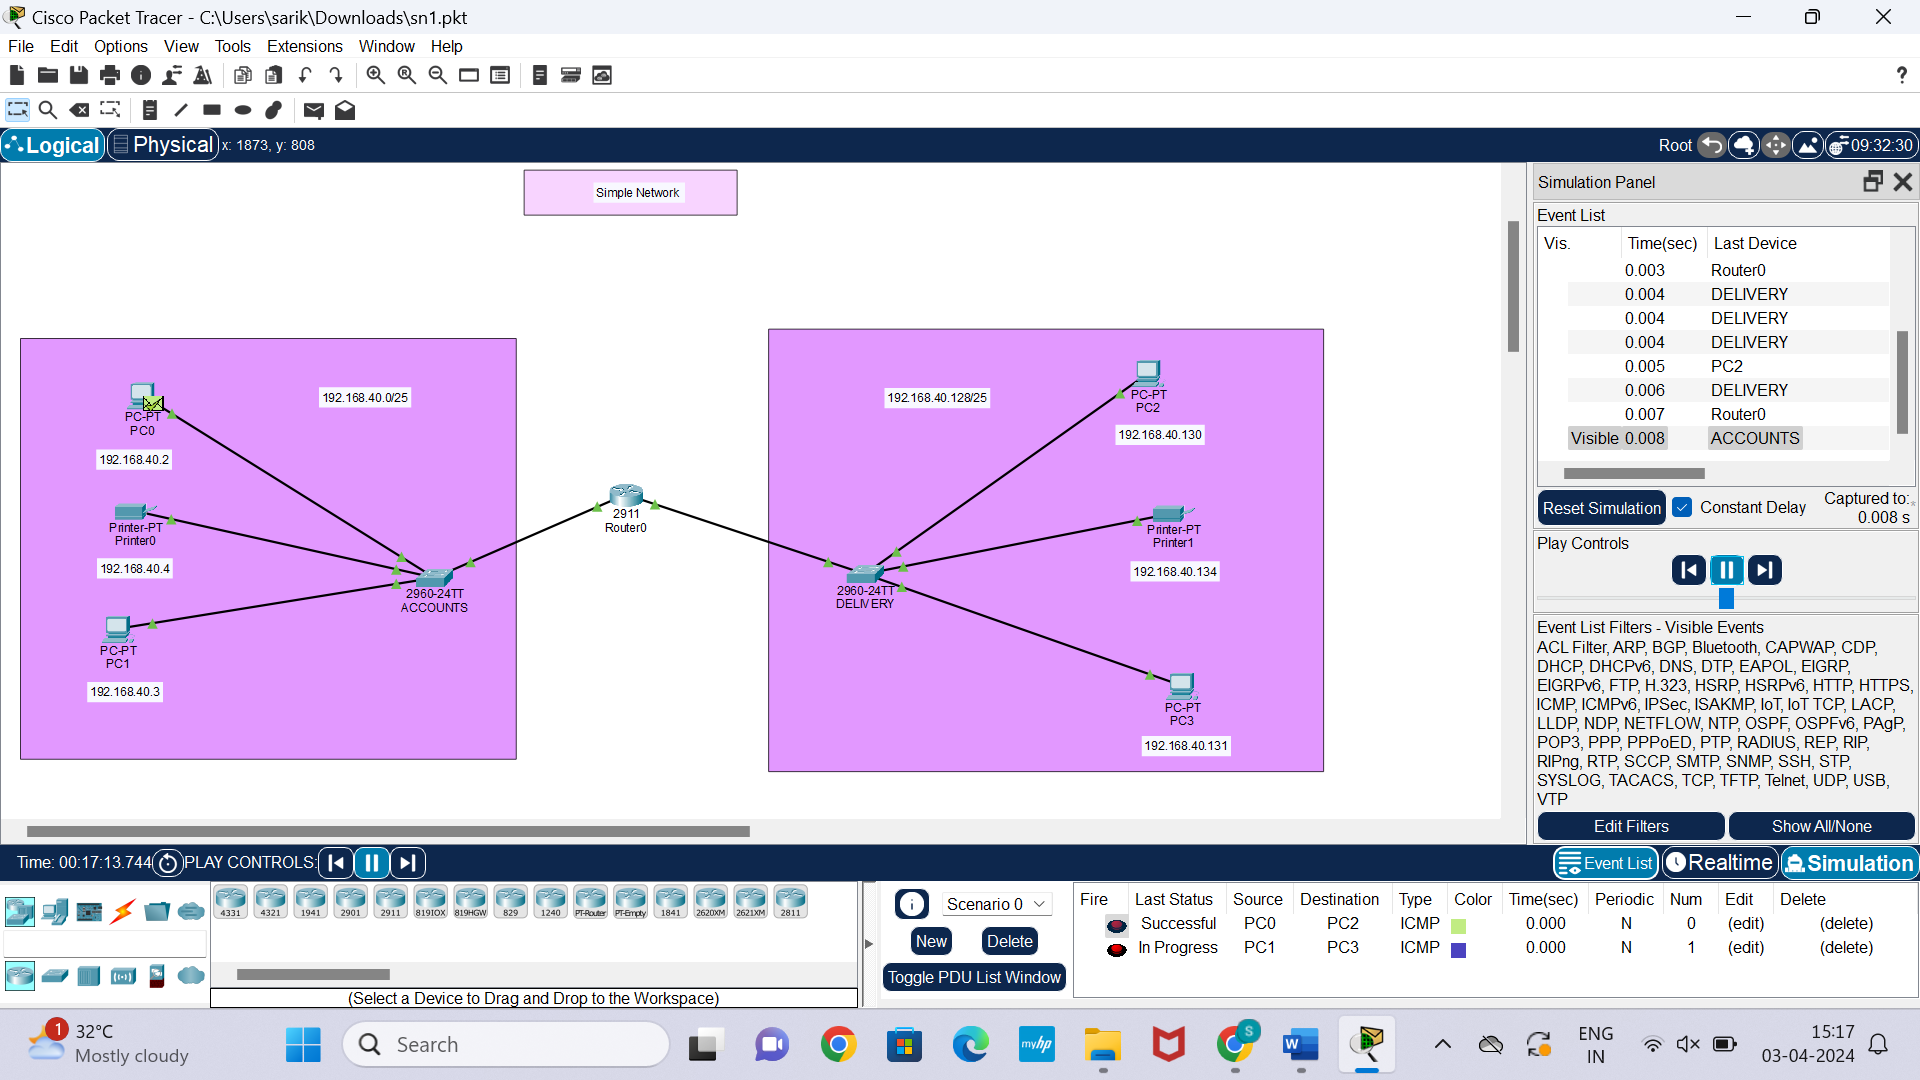 Cisco Packet Tracer - C:\Users\sarik\Downloads\sn1.pkt
File Edit Options View Tools Extensions Window Help
?
Logical Physical x: 1873, y: 808 Root 09:32:30
Simple Network
192.168.40.0/25
PC-PT
PC0
192.168.40.2
Printer-PT
Printer0
192.168.40.4
PC-PT
PC1
192.168.40.3
2960-24TT
ACCOUNTS
2911
Router0
192.168.40.128/25
PC-PT
PC2
192.168.40.130
Printer-PT
Printer1
192.168.40.134
2960-24TT
DELIVERY
PC-PT
PC3
192.168.40.131
Simulation Panel
Event List
Vis. Time(sec) Last Device
0.003 Router0
0.004 DELIVERY
0.004 DELIVERY
0.004 DELIVERY
0.005 PC2
0.006 DELIVERY
0.007 Router0
Visible 0.008 ACCOUNTS
Reset Simulation Constant Delay Captured to:
0.008 s
Play Controls
Event List Filters - Visible Events
ACL Filter, ARP, BGP, Bluetooth, CAPWAP, CDP,
DHCP, DHCPv6, DNS, DTP, EAPOL, EIGRP,
EIGRPv6, FTP, H.323, HSRP, HSRPv6, HTTP, HTTPS,
ICMP, ICMPv6, IPSec, ISAKMP, IoT, IoT TCP, LACP,
LLDP, NDP, NETFLOW, NTP, OSPF, OSPFv6, PAgP,
POP3, PPP, PPPoED, PTP, RADIUS, REP, RIP,
RIPng, RTP, SCCP, SMTP, SNMP, SSH, STP,
SYSLOG, TACACS, TCP, TFTP, Telnet, UDP, USB,
VTP
Edit Filters Show All/None
Time: 00:17:13.744 PLAY CONTROLS: Event List Realtime Simulation
4331 4321 1941 2901 2911 819IOX 819HGW 829 1240 PT-Router PT-Empty 1841 2620XM 2621XM 2811
(Select a Device to Drag and Drop to the Workspace)
Scenario 0
New Delete
Toggle PDU List Window
Fire Last Status Source Destination Type Color Time(sec) Periodic Num Edit Delete
Successful PC0 PC2 ICMP 0.000 N 0 (edit) (delete)
In Progress PC1 PC3 ICMP 0.000 N 1 (edit) (delete)
1
32°C
Mostly cloudy
Search
myhp
S
W
ENG
IN
15:17
03-04-2024